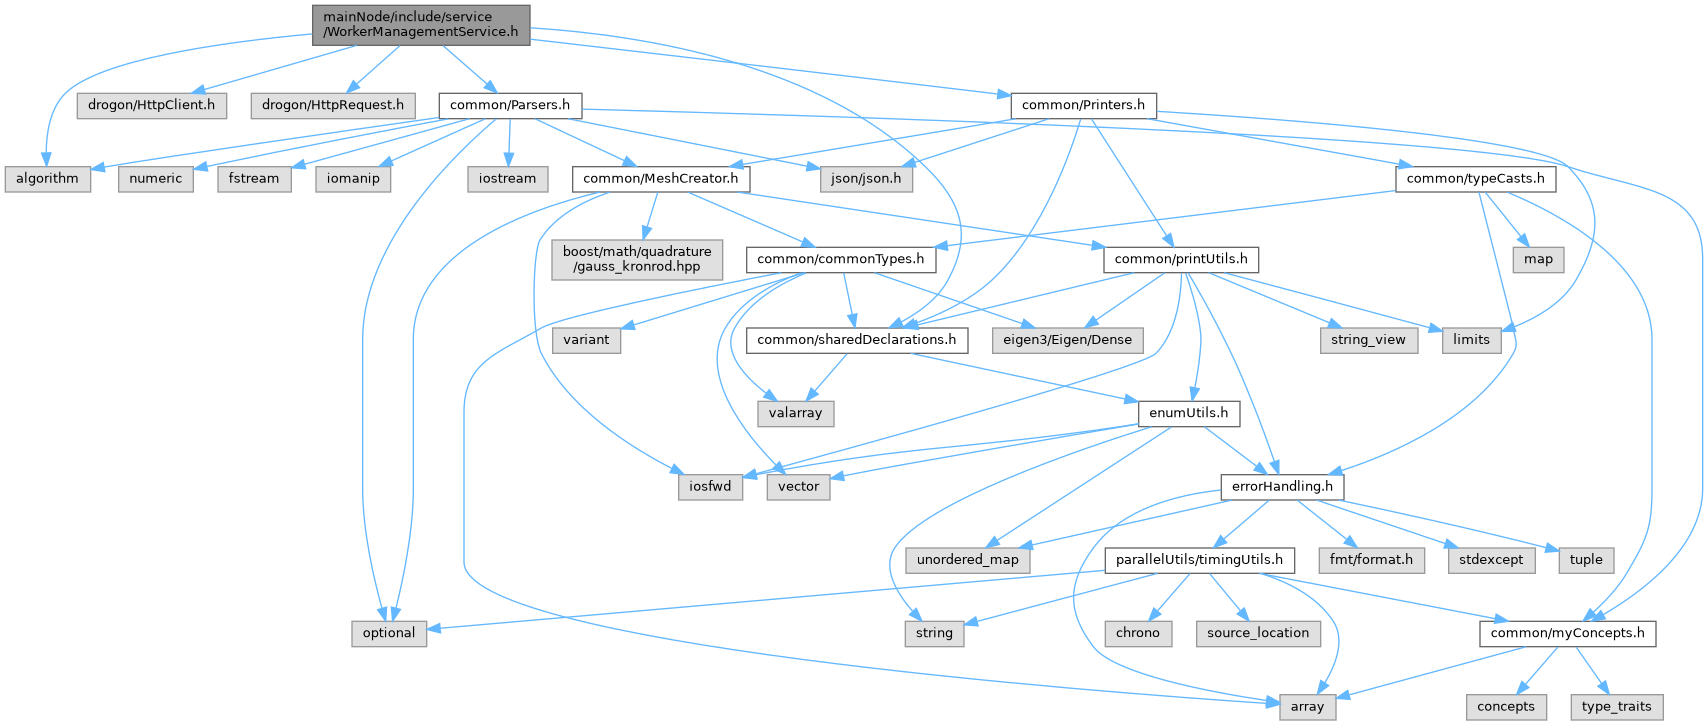 mainNode/include/service
/WorkerManagementService.h
drogon/HttpClient.h
drogon/HttpRequest.h
common/Parsers.h
common/Printers.h
algorithm
numeric
fstream
iomanip
iostream
common/MeshCreator.h
json/json.h
common/typeCasts.h
boost/math/quadrature
/gauss_kronrod.hpp
common/commonTypes.h
common/printUtils.h
map
variant
common/sharedDeclarations.h
eigen3/Eigen/Dense
string_view
limits
valarray
enumUtils.h
iosfwd
vector
errorHandling.h
unordered_map
parallelUtils/timingUtils.h
fmt/format.h
stdexcept
tuple
optional
string
chrono
source_location
common/myConcepts.h
array
concepts
type_traits